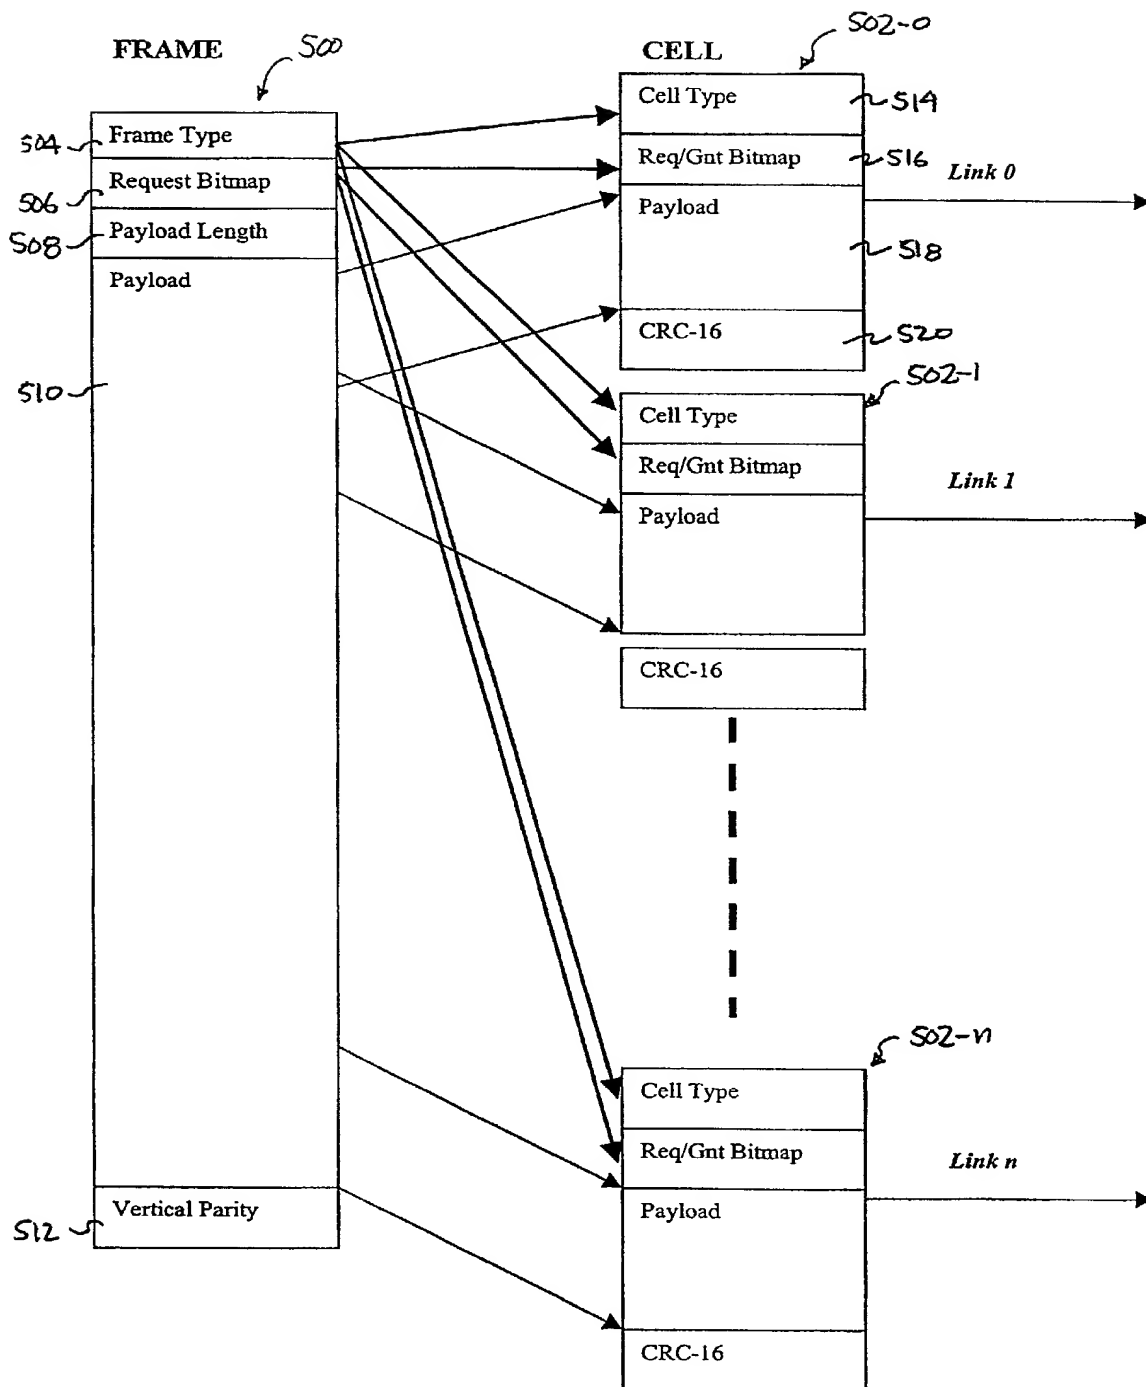 FRAME
500
504
Frame Type
506
Request Bitmap
508
Payload Length
Payload
510
512
Vertical Parity
CELL
502-0
Cell Type
514
Req/Gnt Bitmap
516
Payload
518
CRC-16
520
Link 0
502-1
Cell Type
Req/Gnt Bitmap
Payload
CRC-16
Link 1
502-n
Cell Type
Req/Gnt Bitmap
Payload
CRC-16
Link n